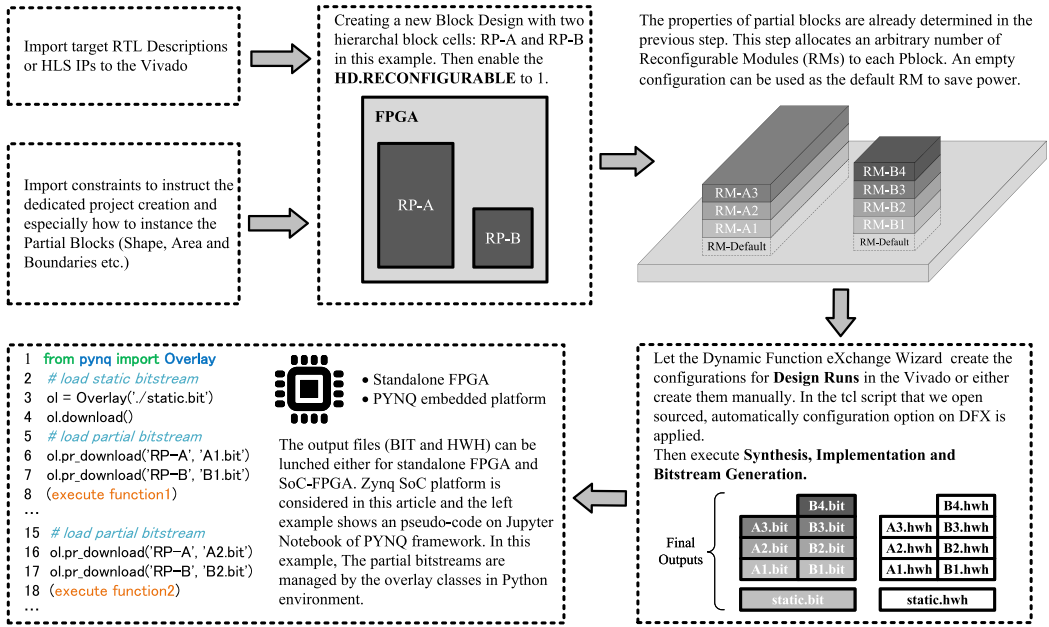 Import target RTL Descriptions
or HLS IPs to the Vivado
Import constraints to instruct the
dedicated project creation and
especially how to instance the
Partial Blocks (Shape, Area and
Boundaries etc.)
Creating a new Block Design with two
hierarchal block cells: RP-A and RP-B
in this example. Then enable the
HD.RECONFIGURABLE to 1.
FPGA
RP-A
RP-B
The properties of partial blocks are already determined in the
previous step. This step allocates an arbitrary number of
Reconfigurable Modules (RMs) to each Pblock. An empty
configuration can be used as the default RM to save power.
RM-A3
RM-A2
RM-A1
RM-Default
RM-B4
RM-B3
RM-B2
RM-B1
RM-Default
Let the Dynamic Function eXchange Wizard create the
configurations for Design Runs in the Vivado or either
create them manually. In the tcl script that we open
sourced, automatically configuration option on DFX is
applied.
Then execute Synthesis, Implementation and
Bitstream Generation.
Final
Outputs
B4.bit
A3.bit B3.bit
A2.bit B2.bit
A1.bit B1.bit
static.bit
B4.hwh
A3.hwh B3.hwh
A2.hwh B2.hwh
A1.hwh B1.hwh
static.hwh
1 from pynq import Overlay
2 # load static bitstream
3 ol = Overlay('./static.bit')
4 ol.download()
5 # load partial bitstream
6 ol.pr_download('RP-A', 'A1.bit')
7 ol.pr_download('RP-B', 'B1.bit')
8 (execute function1)
...
15 # load partial bitstream
16 ol.pr_download('RP-A', 'A2.bit')
17 ol.pr_download('RP-B', 'B2.bit')
18 (execute function2)
...
• Standalone FPGA
• PYNQ embedded platform
The output files (BIT and HWH) can be
lunched either for standalone FPGA and
SoC-FPGA. Zynq SoC platform is
considered in this article and the left
example shows an pseudo-code on Jupyter
Notebook of PYNQ framework. In this
example, The partial bitstreams are
managed by the overlay classes in Python
environment.